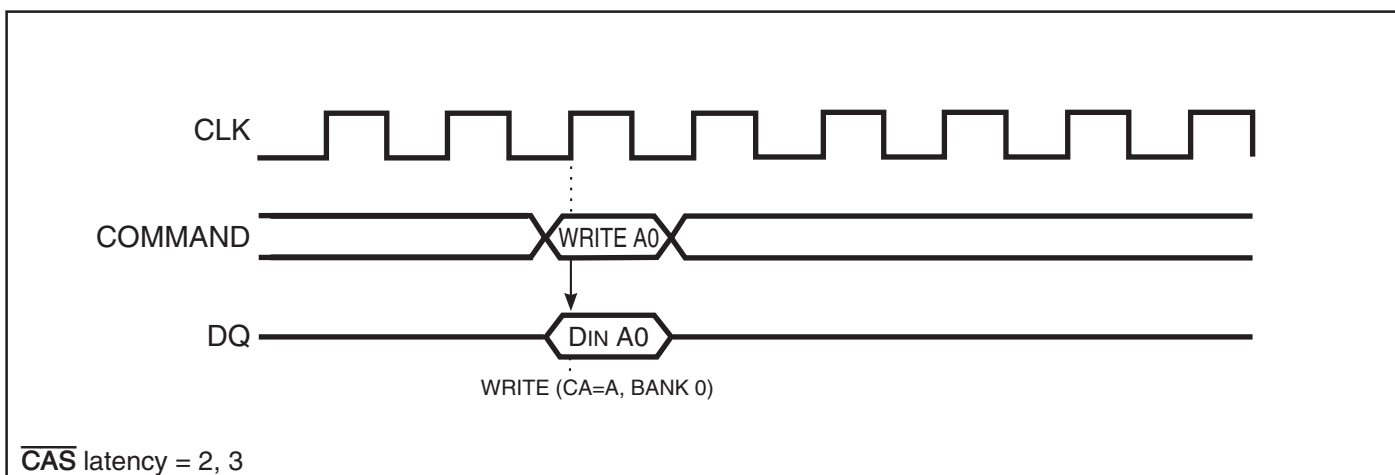 CLK
COMMAND
WRITE A0
DQ
DIN A0
WRITE (CA=A, BANK 0)
CAS latency = 2, 3